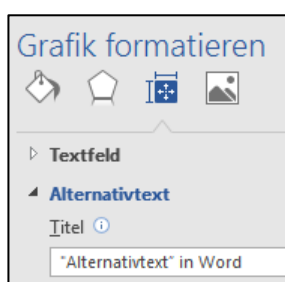 Grafik formatieren
Textfeld
Alternativtext
Titel
"Alternativtext" in Word